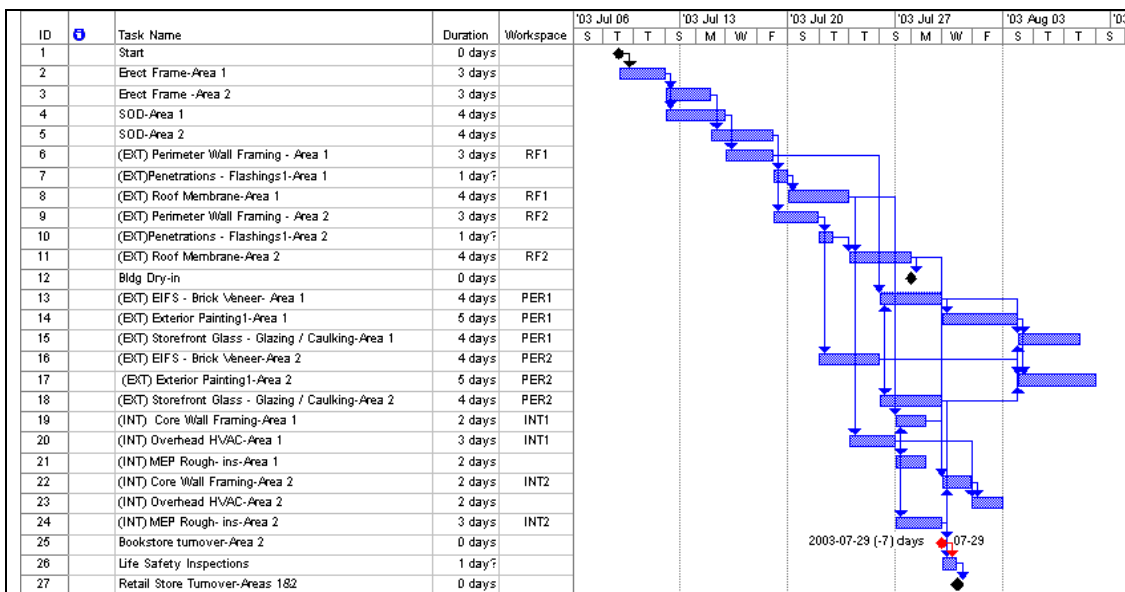 '03 Jul 06 '03 Jul 13 '03 Jul 20 '03 Jul 27 '03 Aug 03 '03
ID Task Name Duration Workspace S T T S M W F S T T S M W F S T T S
1 Start 0 days
2 Erect Frame-Area 1 3 days
3 Erect Frame -Area 2 3 days
4 SOD-Area 1 4 days
5 SOD-Area 2 4 days
6 (EXT) Perimeter Wall Framing - Area 1 3 days RF1
7 (EXT)Penetrations - Flashings1-Area 1 1 day?
8 (EXT) Roof Membrane-Area 1 4 days RF1
9 (EXT) Perimeter Wall Framing - Area 2 3 days RF2
10 (EXT)Penetrations - Flashings1-Area 2 1 day?
11 (EXT) Roof Membrane-Area 2 4 days RF2
12 Bldg Dry-in 0 days
13 (EXT) EIFS - Brick Veneer- Area 1 4 days PER1
14 (EXT) Exterior Painting1-Area 1 5 days PER1
15 (EXT) Storefront Glass - Glazing / Caulking-Area 1 4 days PER1
16 (EXT) EIFS - Brick Veneer-Area 2 4 days PER2
17 (EXT) Exterior Painting1-Area 2 5 days PER2
18 (EXT) Storefront Glass - Glazing / Caulking-Area 2 4 days PER2
19 (INT) Core Wall Framing-Area 1 2 days INT1
20 (INT) Overhead HVAC-Area 1 3 days INT1
21 (INT) MEP Rough- ins-Area 1 2 days
22 (INT) Core Wall Framing-Area 2 2 days INT2
23 (INT) Overhead HVAC-Area 2 2 days
24 (INT) MEP Rough- ins-Area 2 3 days INT2
25 Bookstore turnover-Area 2 0 days 2003-07-29 (-7) days 07-29
26 Life Safety Inspections 1 day?
27 Retail Store Turnover-Areas 1&2 0 days